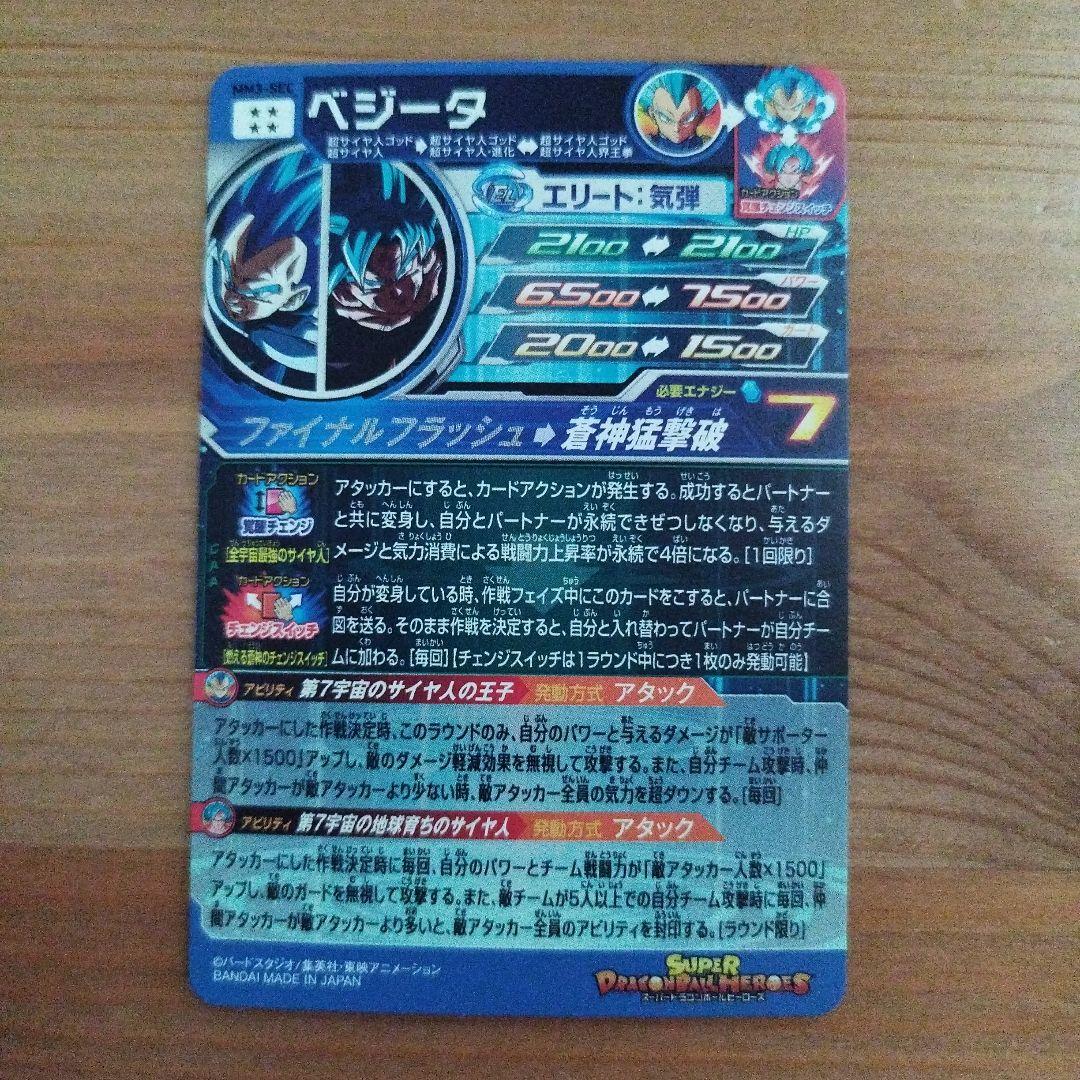 MM3-SEC
★★
★★
ベジータ
超サイヤ人ゴッド 超サイヤ人ゴッド 超サイヤ人ゴッド
超サイヤ人 超サイヤ人・進化 超サイヤ人界王拳
カードアクション
覚醒チェンジスイッチ
EL エリート:気弾
HP
2100 2100
パワー
6500 7500
ガード
2000 1500
必要エナジー 7
ファイナルフラッシュ 蒼神猛撃破
CAA
カードアクション
覚醒チェンジ
[全宇宙最強のサイヤ人]
アタッカーにすると、カードアクションが発生する。成功するとパートナー
と共に変身し、自分とパートナーが永続できぜつしなくなり、与えるダ
メージと気力消費による戦闘力上昇率が永続で4倍になる。[1回限り]
カードアクション
チェンジスイッチ
[燃える蒼神のチェンジスイッチ]
自分が変身している時、作戦フェイズ中にこのカードをこすると、パートナーに合
図を送る。そのまま作戦を決定すると、自分と入れ替わってパートナーが自分チー
ムに加わる。[毎回]【チェンジスイッチは1ラウンド中につき1枚のみ発動可能】
アビリティ 第7宇宙のサイヤ人の王子 発動方式 アタック
アタッカーにした作戦決定時、このラウンドのみ、自分のパワーと与えるダメージが「敵サポーター
人数×1500」アップし、敵のダメージ軽減効果を無視して攻撃する。また、自分チーム攻撃時、仲
間アタッカーが敵アタッカーより少ない時、敵アタッカー全員の気力を超ダウンする。[毎回]
アビリティ 第7宇宙の地球育ちのサイヤ人 発動方式 アタック
アタッカーにした作戦決定時に毎回、自分のパワーとチーム戦闘力が「敵アタッカー人数×1500」
アップし、敵のガードを無視して攻撃する。また、敵チームが5人以上での自分チーム攻撃時に毎回、仲
間アタッカーが敵アタッカーより多いと、敵アタッカー全員のアビリティを封印する。[ラウンド限り]
©バードスタジオ/集英社・東映アニメーション
BANDAI MADE IN JAPAN
SUPER
DRAGONBALL HEROES
スーパードラゴンボールヒーローズ